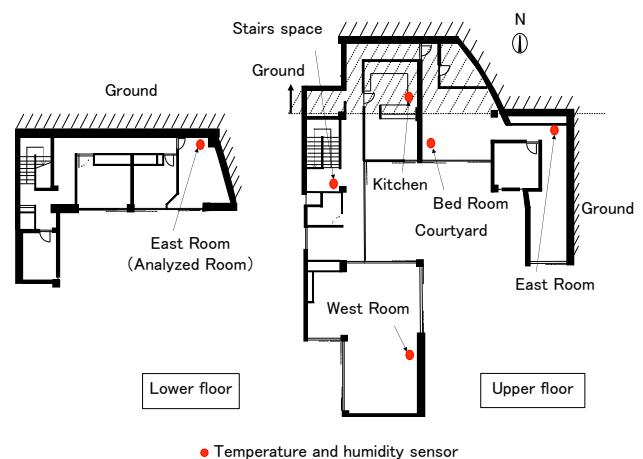 Stairs space
N
Ground
Ground
Kitchen
Bed Room
Courtyard
Ground
East Room
(Analyzed Room)
East Room
West Room
Lower floor
Upper floor
Temperature and humidity sensor